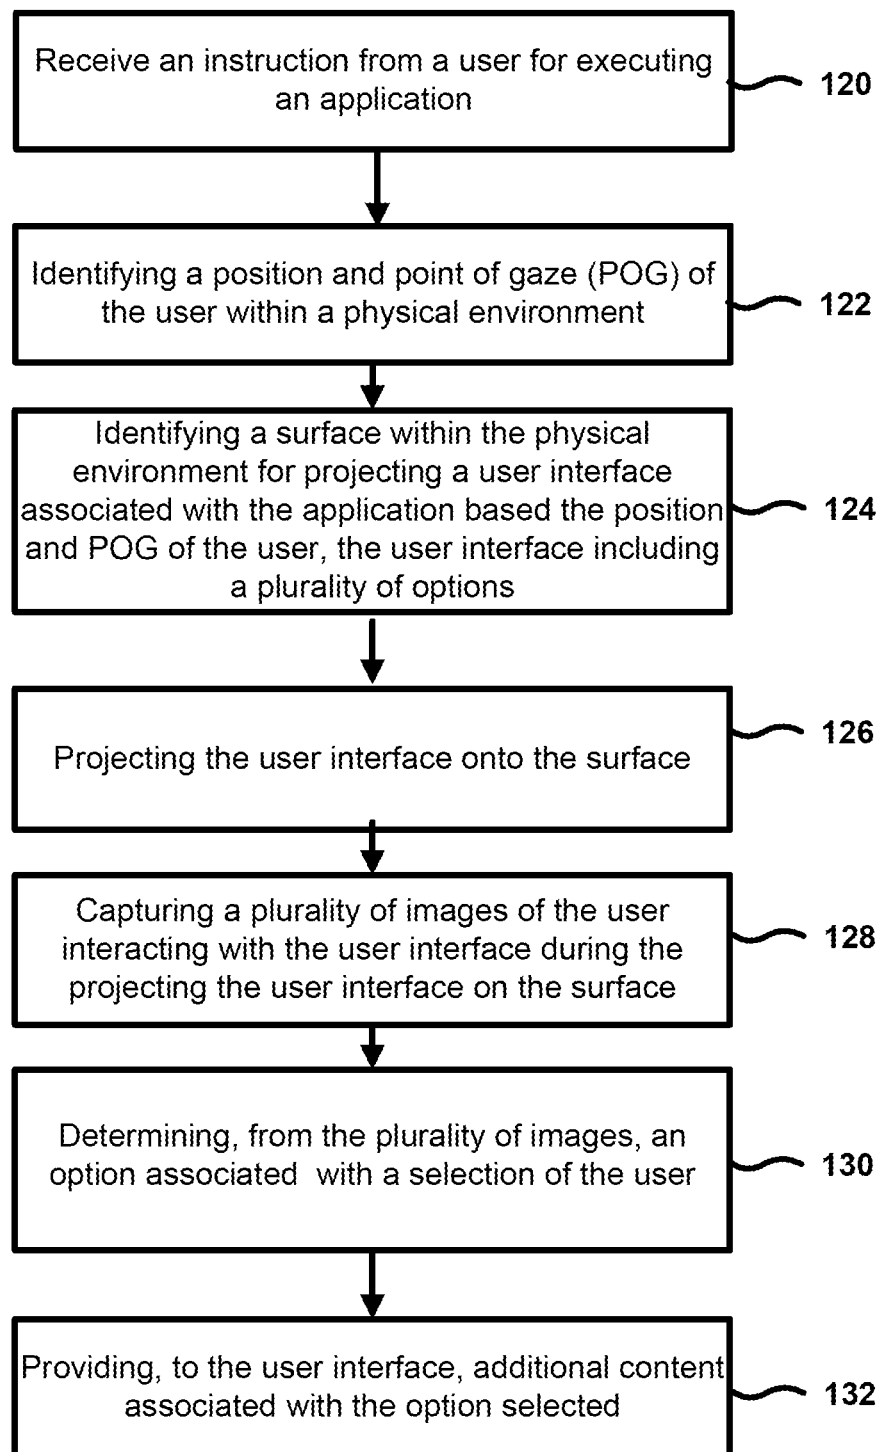 Receive an instruction from a user for executing
an application
120
Identifying a position and point of gaze (POG) of
the user within a physical environment
122
Identifying a surface within the physical
environment for projecting a user interface
associated with the application based the position
and POG of the user, the user interface including
a plurality of options
124
Projecting the user interface onto the surface
126
Capturing a plurality of images of the user
interacting with the user interface during the
projecting the user interface on the surface
128
Determining, from the plurality of images, an
option associated with a selection of the user
130
Providing, to the user interface, additional content
associated with the option selected
132